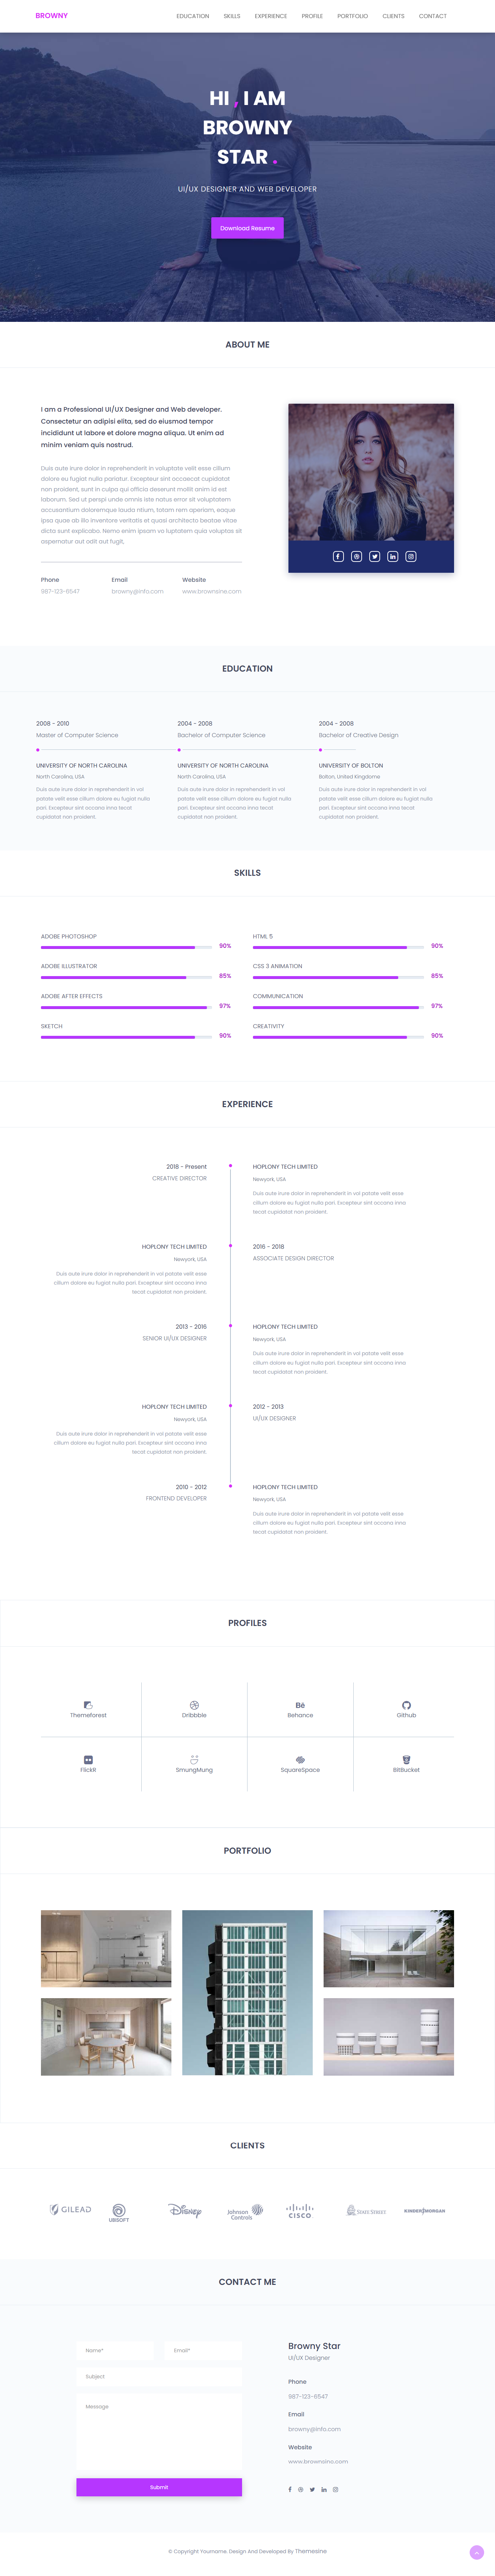 BROWNY
EDUCATION SKILLS EXPERIENCE PROFILE PORTFOLIO CLIENTS CONTACT
HI , I AM
BROWNY
STAR .
UI/UX DESIGNER AND WEB DEVELOPER
Download Resume
ABOUT ME
I am a Professional UI/UX Designer and Web developer.
Consectetur an adipisi elita, sed do eiusmod tempor
incididunt ut labore et dolore magna aliqua. Ut enim ad
minim veniam quis nostrud.
Duis aute irure dolor in reprehenderit in voluptate velit esse cillum
dolore eu fugiat nulla pariatur. Excepteur sint occaecat cupidatat
non proident, sunt in culpa qui officia deserunt mollit anim id est
laborum. Sed ut perspi unde omnis iste natus error sit voluptatem
accusantium doloremque lauda ntium, totam rem aperiam, eaque
ipsa quae ab illo inventore veritatis et quasi architecto beatae vitae
dicta sunt explicabo. Nemo enim ipsam vo luptatem quia voluptas sit
aspernatur aut odit aut fugit,
Phone
Email
Website
987-123-6547
browny@info.com
www.brownsine.com
EDUCATION
2008 - 2010
Master of Computer Science
UNIVERSITY OF NORTH CAROLINA
North Carolina, USA
Duis aute irure dolor in reprehenderit in vol
patate velit esse cillum dolore eu fugiat nulla
pari. Excepteur sint occana inna tecat
cupidatat non proident.
2004 - 2008
Bachelor of Computer Science
UNIVERSITY OF NORTH CAROLINA
North Carolina, USA
Duis aute irure dolor in reprehenderit in vol
patate velit esse cillum dolore eu fugiat nulla
pari. Excepteur sint occana inna tecat
cupidatat non proident.
2004 - 2008
Bachelor of Creative Design
UNIVERSITY OF BOLTON
Bolton, United Kingdome
Duis aute irure dolor in reprehenderit in vol
patate velit esse cillum dolore eu fugiat nulla
pari. Excepteur sint occana inna tecat
cupidatat non proident.
SKILLS
ADOBE PHOTOSHOP
90%
ADOBE ILLUSTRATOR
85%
ADOBE AFTER EFFECTS
97%
SKETCH
90%
HTML 5
90%
CSS 3 ANIMATION
85%
COMMUNICATION
97%
CREATIVITY
90%
EXPERIENCE
2018 - Present
CREATIVE DIRECTOR
HOPLONY TECH LIMITED
Newyork, USA
Duis aute irure dolor in reprehenderit in vol patate velit esse
cillum dolore eu fugiat nulla pari. Excepteur sint occana inna
tecat cupidatat non proident.
HOPLONY TECH LIMITED
Newyork, USA
Duis aute irure dolor in reprehenderit in vol patate velit esse
cillum dolore eu fugiat nulla pari. Excepteur sint occana inna
tecat cupidatat non proident.
2016 - 2018
ASSOCIATE DESIGN DIRECTOR
2013 - 2016
SENIOR UI/UX DESIGNER
HOPLONY TECH LIMITED
Newyork, USA
Duis aute irure dolor in reprehenderit in vol patate velit esse
cillum dolore eu fugiat nulla pari. Excepteur sint occana inna
tecat cupidatat non proident.
HOPLONY TECH LIMITED
Newyork, USA
Duis aute irure dolor in reprehenderit in vol patate velit esse
cillum dolore eu fugiat nulla pari. Excepteur sint occana inna
tecat cupidatat non proident.
2012 - 2013
UI/UX DESIGNER
2010 - 2012
FRONTEND DEVELOPER
HOPLONY TECH LIMITED
Newyork, USA
Duis aute irure dolor in reprehenderit in vol patate velit esse
cillum dolore eu fugiat nulla pari. Excepteur sint occana inna
tecat cupidatat non proident.
PROFILES
Themeforest
Dribbble
Bē
Behance
Github
FlickR
SmungMung
SquareSpace
BitBucket
PORTFOLIO
CLIENTS
GILEAD
UBISOFT
Disney
Johnson
Controls
CISCO
STATE STREET
KINDER MORGAN
CONTACT ME
Name*
Email*
Subject
Message
Submit
Browny Star
UI/UX Designer
Phone
987-123-6547
Email
browny@info.com
Website
www.brownsine.com
© Copyright Yourname. Design And Developed By Themesine